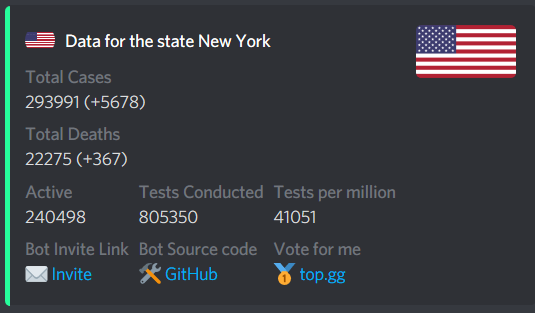 Data for the state New York
Total Cases
293991 (+5678)
Total Deaths
22275 (+367)
Active Tests Conducted Tests per million
240498 805350 41051
Bot Invite Link Bot Source code Vote for me
Invite GitHub top.gg